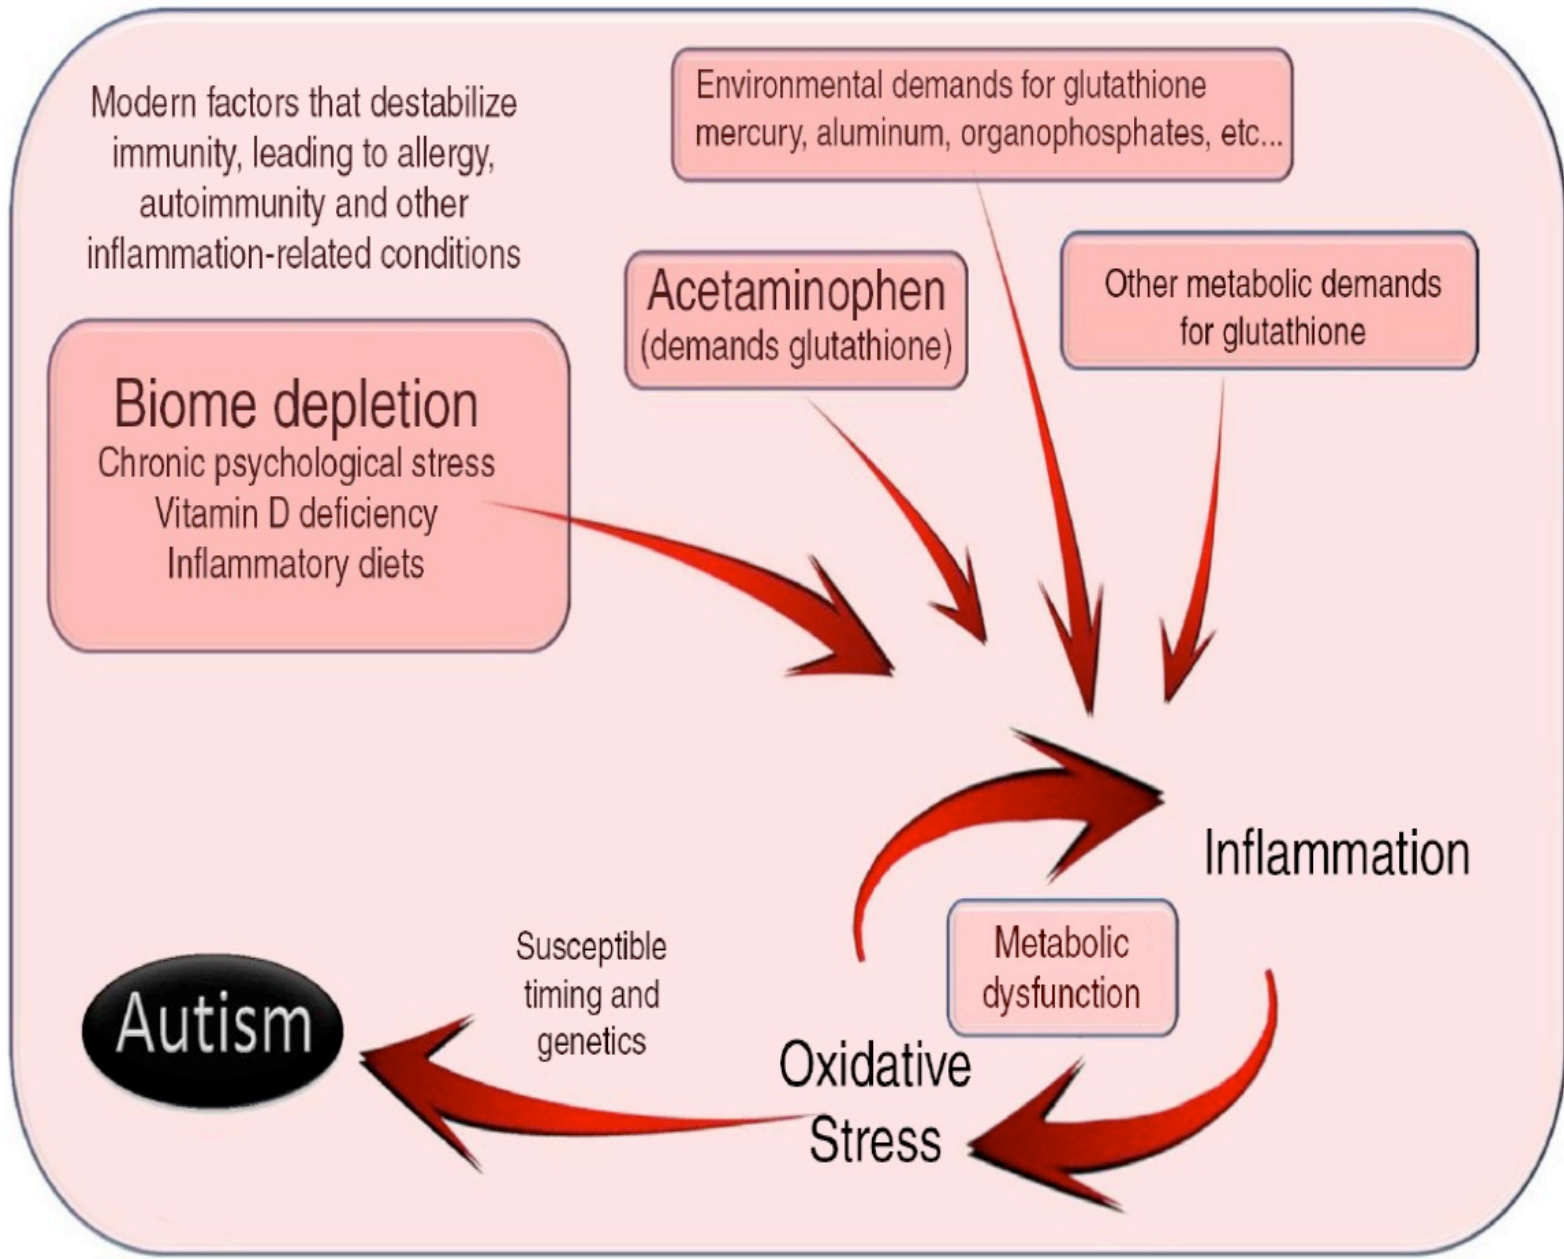 Modern factors that destabilize
immunity, leading to allergy,
autoimmunity and other
inflammation-related conditions
Environmental demands for glutathione
mercury, aluminum, organophosphates, etc...
Acetaminophen
(demands glutathione)
Other metabolic demands
for glutathione
Biome depletion
Chronic psychological stress
Vitamin D deficiency
Inflammatory diets
Inflammation
Metabolic
dysfunction
Oxidative
Stress
Susceptible
timing and
genetics
Autism